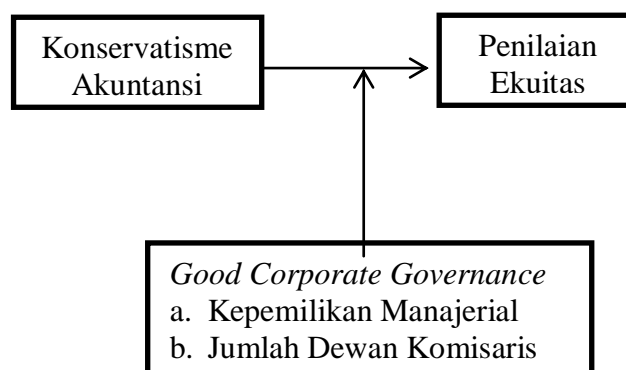 Konservatisme
Akuntansi
Penilaian
Ekuitas
Good Corporate Governance
a. Kepemilikan Manajerial
b. Jumlah Dewan Komisaris